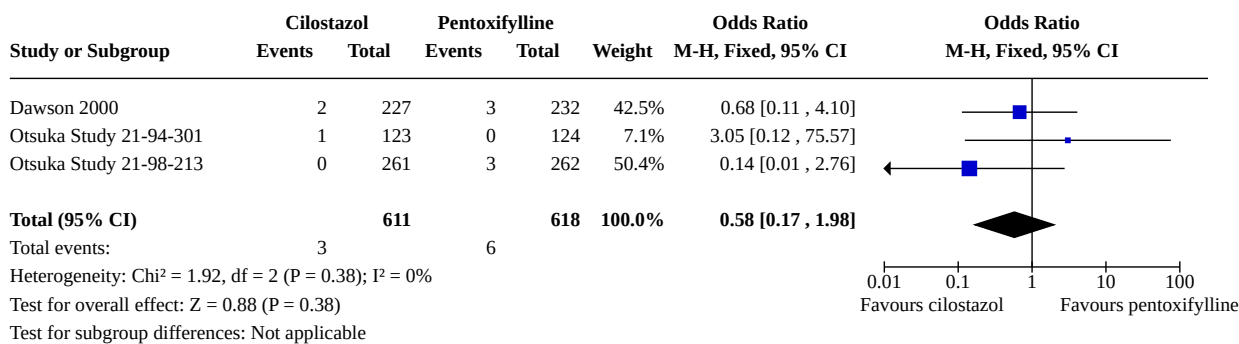 Cilostazol Pentoxifylline Odds Ratio Odds Ratio
Study or Subgroup Events Total Events Total Weight M-H, Fixed, 95% CI M-H, Fixed, 95% CI
Dawson 2000 2 227 3 232 42.5% 0.68 [0.11 , 4.10]
Otsuka Study 21-94-301 1 123 0 124 7.1% 3.05 [0.12 , 75.57]
Otsuka Study 21-98-213 0 261 3 262 50.4% 0.14 [0.01 , 2.76]
Total (95% CI) 611 618 100.0% 0.58 [0.17 , 1.98]
Total events: 3 6
Heterogeneity: Chi² = 1.92, df = 2 (P = 0.38); I² = 0%
0.01 0.1 1 10 100
Test for overall effect: Z = 0.88 (P = 0.38)
Favours cilostazol Favours pentoxifylline
Test for subgroup differences: Not applicable